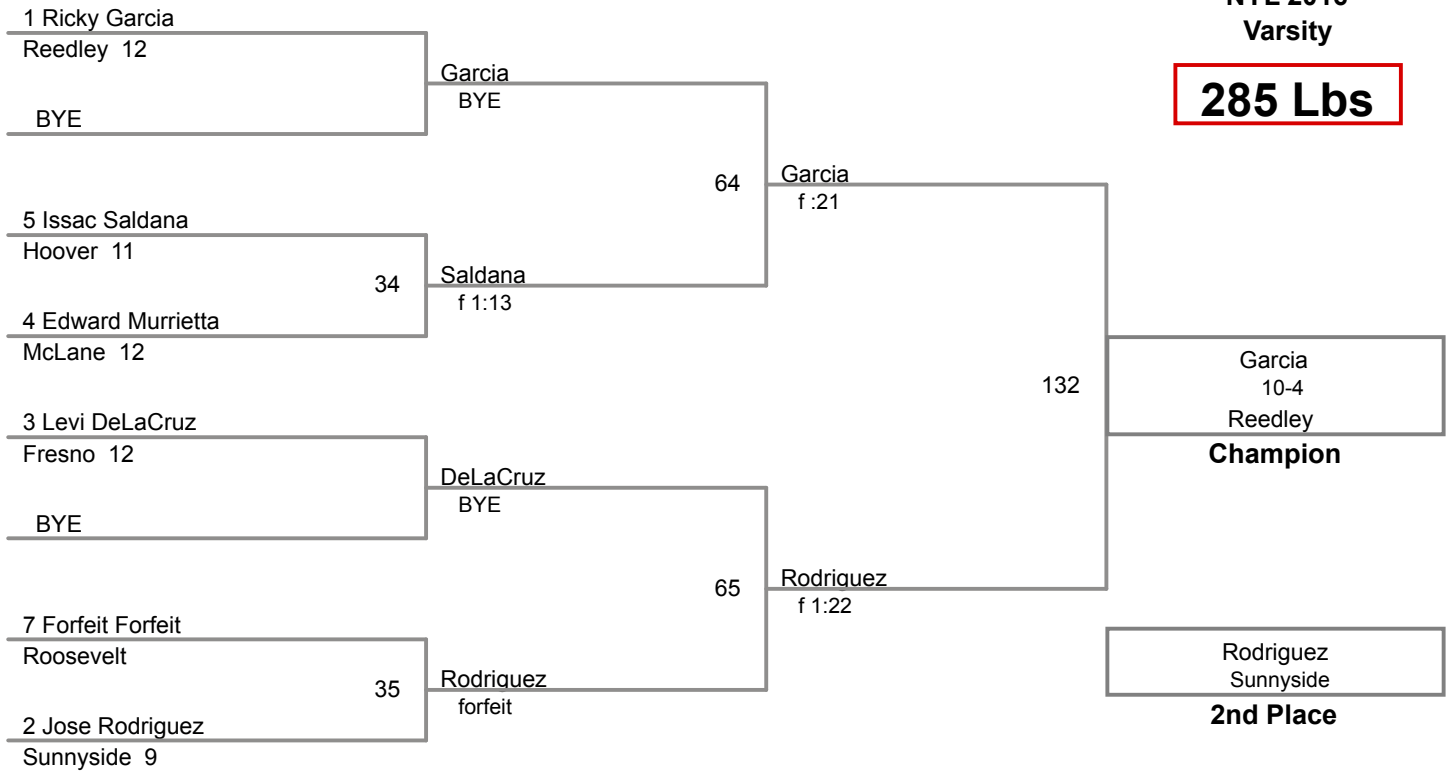 Varsity
285 Lbs
1 Ricky Garcia
Reedley 12
BYE
Garcia
BYE
5 Issac Saldana
Hoover 11
34
4 Edward Murrietta
McLane 12
Saldana
f 1:13
64
Garcia
f :21
3 Levi DeLaCruz
Fresno 12
BYE
DeLaCruz
BYE
7 Forfeit Forfeit
Roosevelt
35
2 Jose Rodriguez
Sunnyside 9
Rodriguez
forfeit
65
Rodriguez
f 1:22
132
Garcia
10-4
Reedley
Champion
Rodriguez
Sunnyside
2nd Place